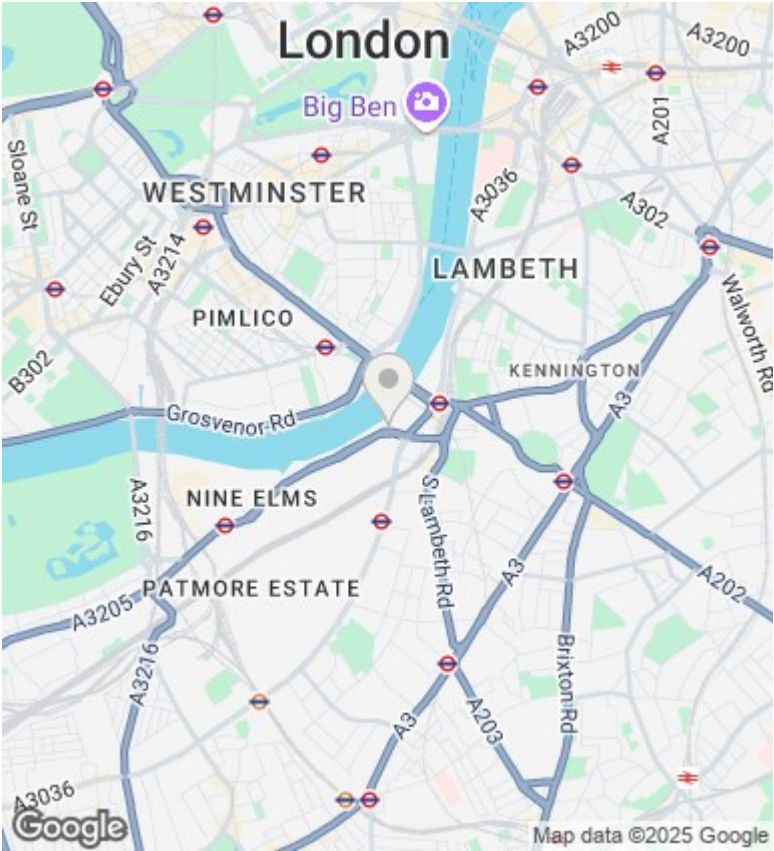 London
A3200
A3200
Big Ben
A201
Sloane St
A3036
WESTMINSTER
A302
Ebury St
A3214
LAMBETH
Walworth Rd
PIMLICO
B302
KENNINGTON
A3
Grosvenor Rd
A3216
NINE ELMS
S Lambeth Rd
A3
A202
PATMORE ESTATE
A3205
A3216
Brixton Rd
A203
A3
A3036
Google
Map data ©2025 Google